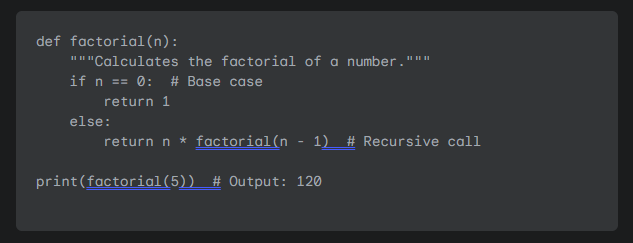 def factorial(n):
    """Calculates the factorial of a number."""
    if n == 0:  # Base case
        return 1
    else:
        return n * factorial(n - 1)  # Recursive call

print(factorial(5))  # Output: 120